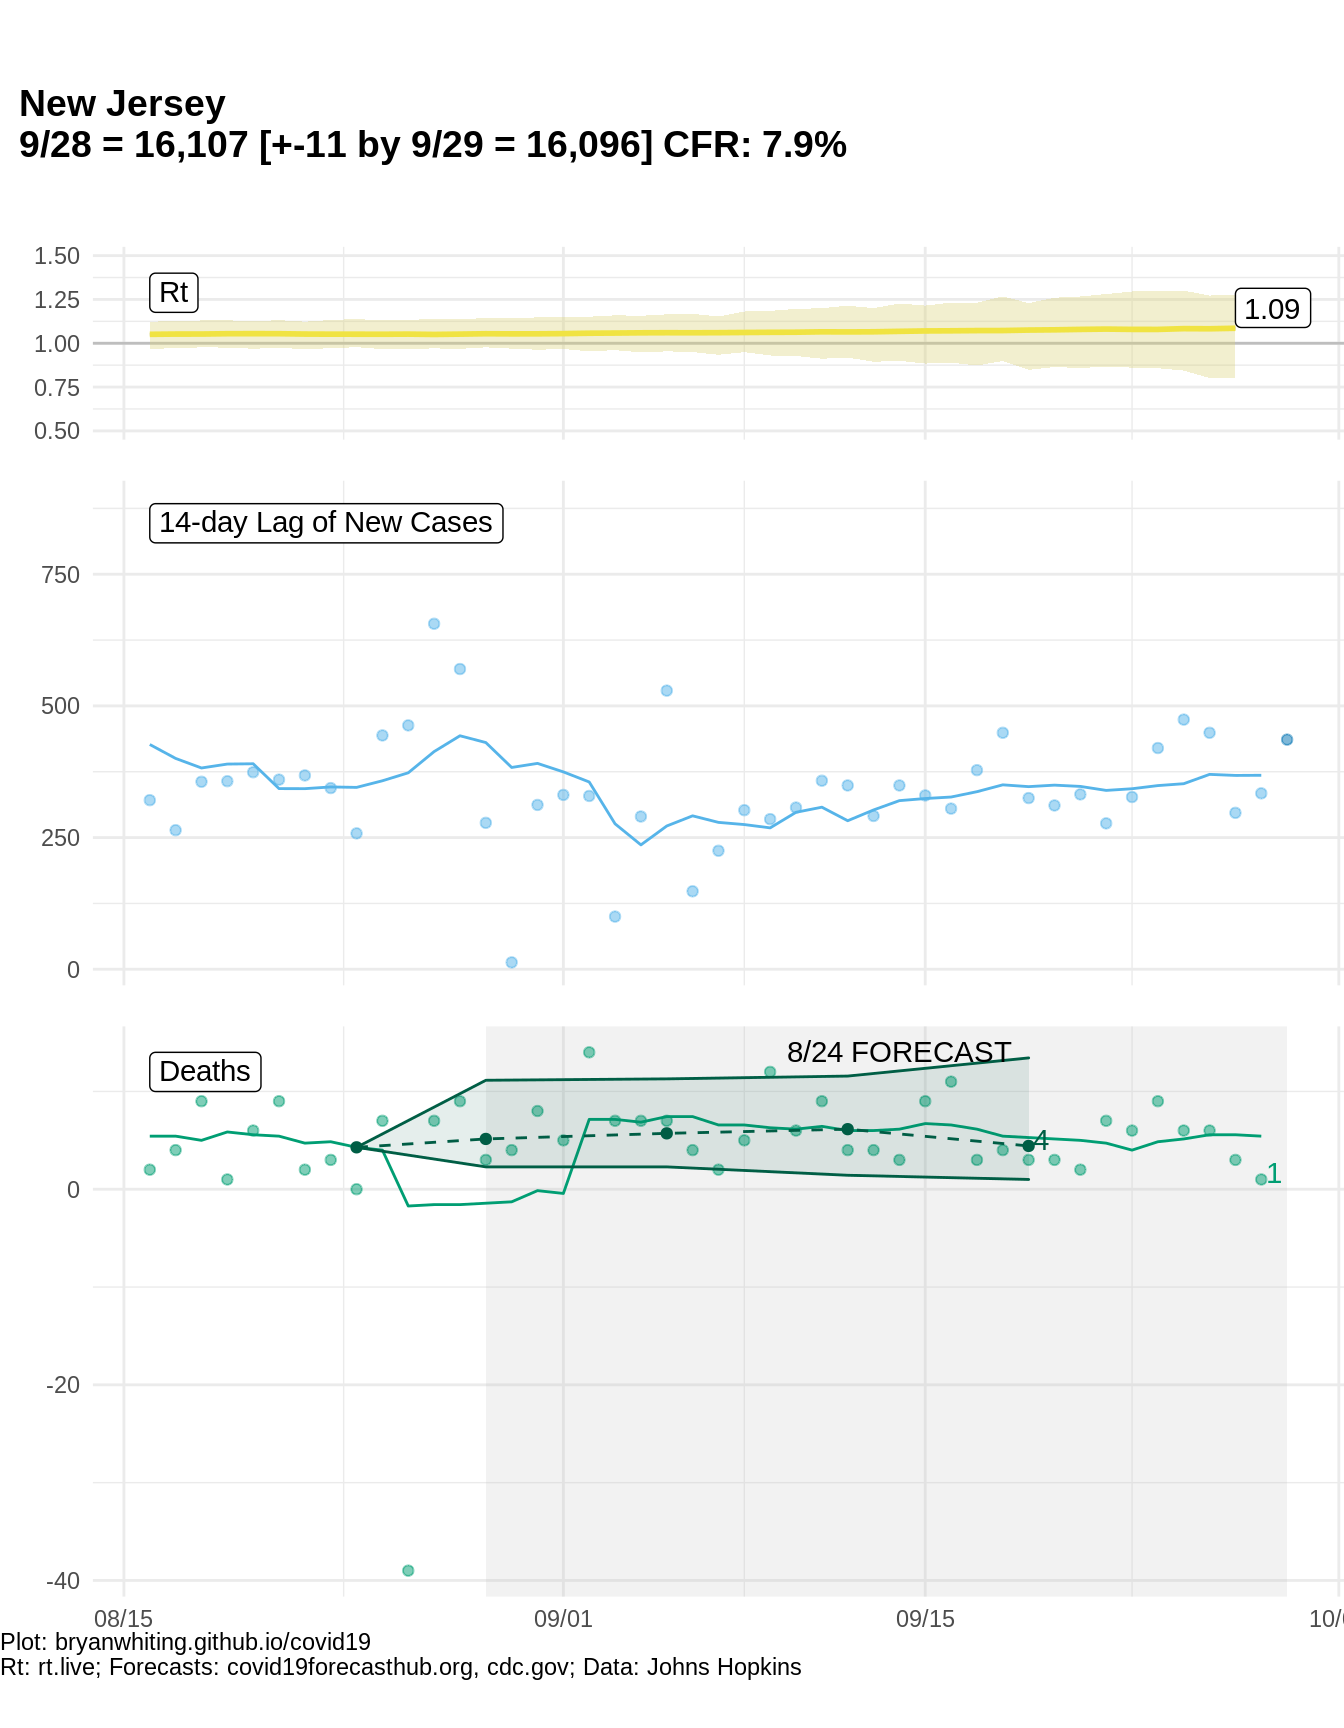 New Jersey
9/28 = 16,107 [+-11 by 9/29 = 16,096] CFR: 7.9%
1.50
1.25
1.00
0.75
0.50
Rt
1.09
14-day Lag of New Cases
750
500
250
0
Deaths
8/24 FORECAST
4
1
0
-20
-40
08/15
09/01
09/15
10/
Plot: bryanwhiting.github.io/covid19
Rt: rt.live; Forecasts: covid19forecasthub.org, cdc.gov; Data: Johns Hopkins